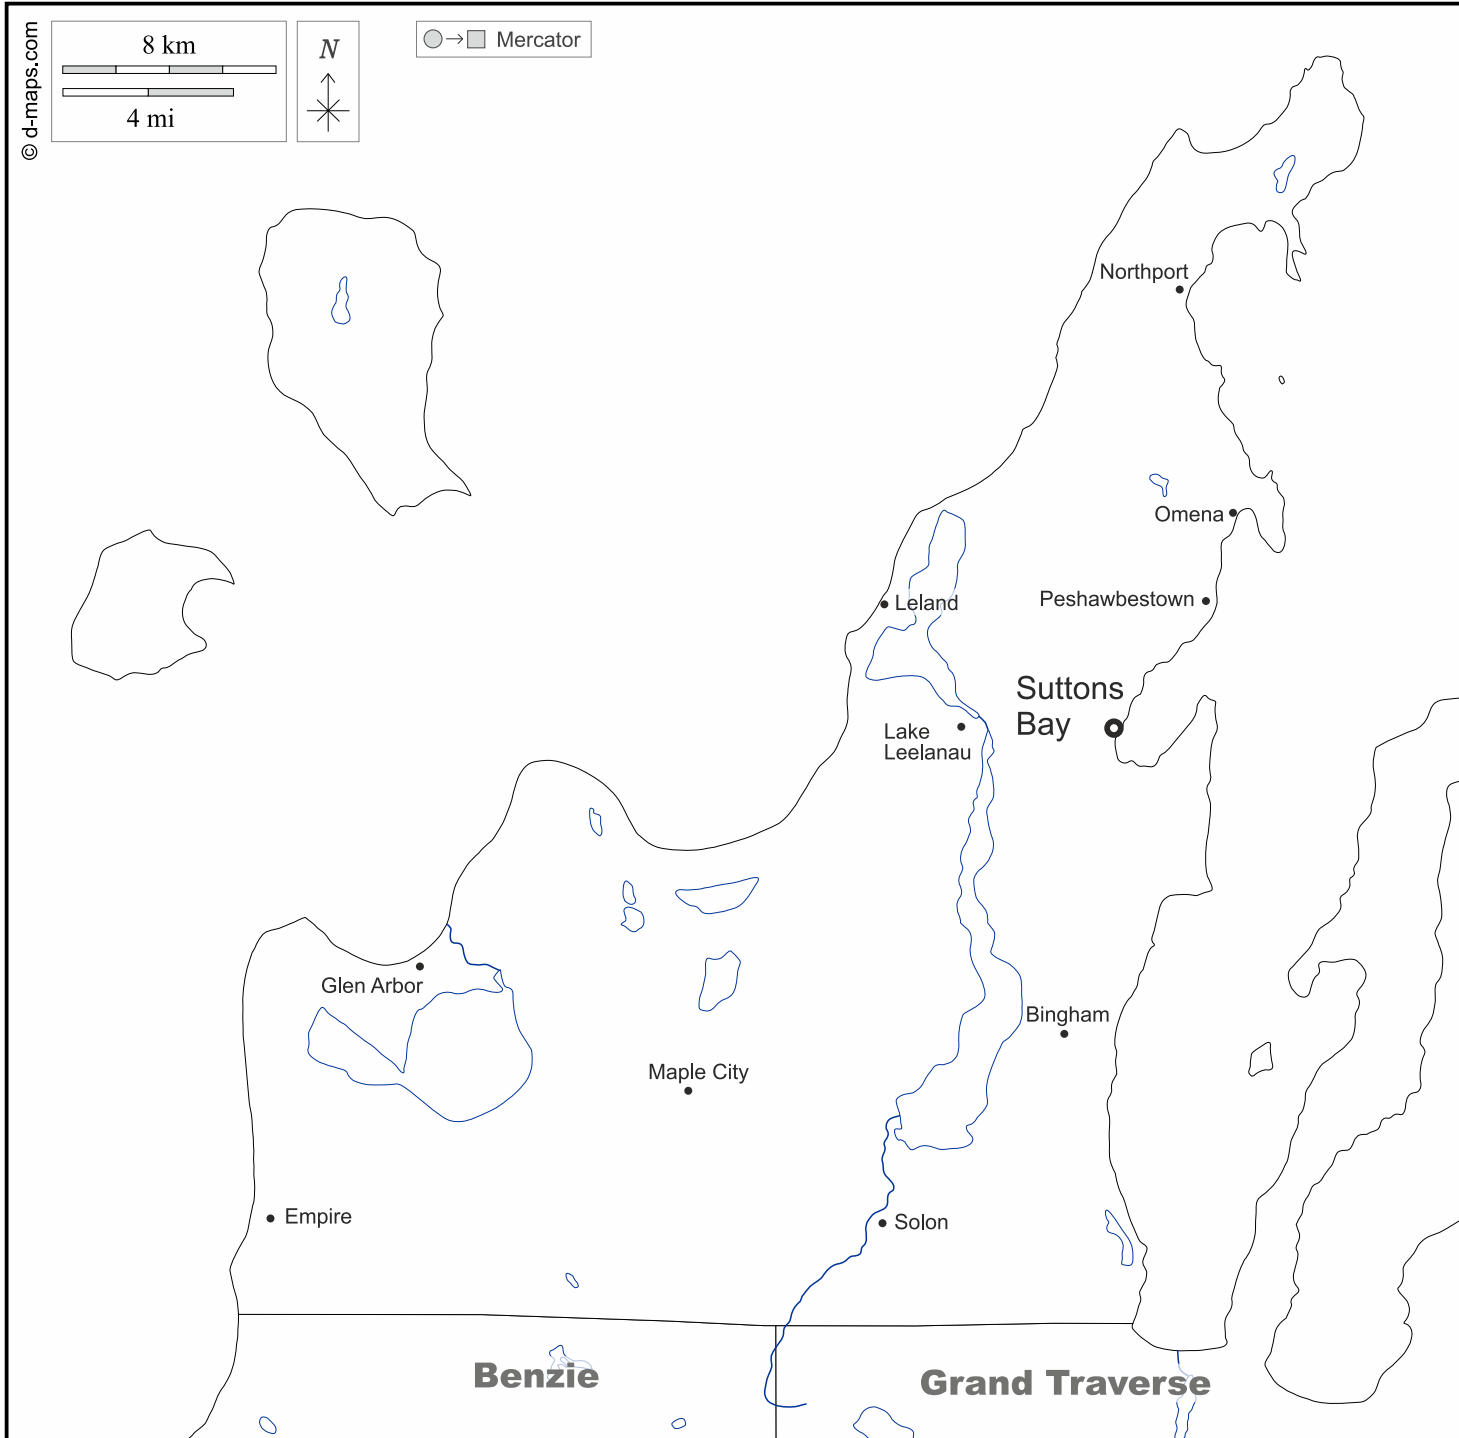 © d-maps.com
8 km
4 mi
N
Mercator
Northport
Omena
Leland
Peshawbestown
Suttons
Bay
Lake
Leelanau
Glen Arbor
Bingham
Maple City
Empire
Solon
Benzie
Grand Traverse